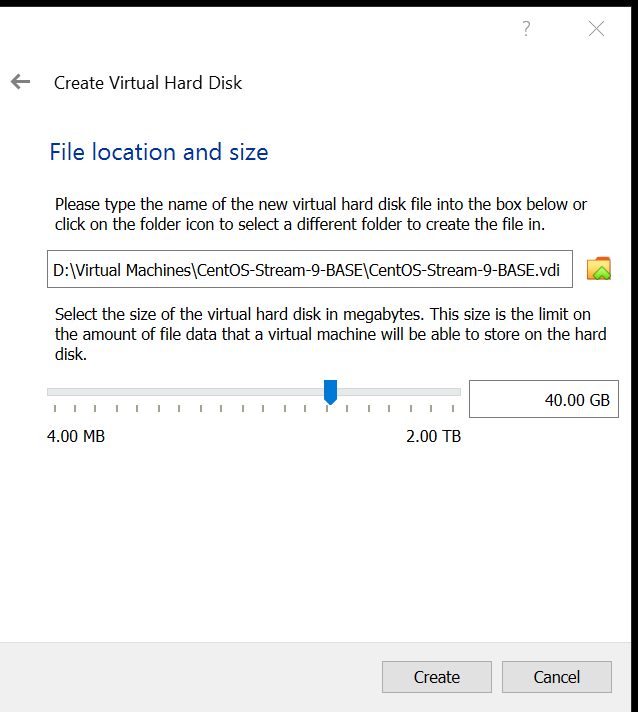 ?
Create Virtual Hard Disk
File location and size
Please type the name of the new virtual hard disk file into the box below or
click on the folder icon to select a different folder to create the file in.
D:\Virtual Machines\CentOS-Stream-9-BASE\CentOS-Stream-9-BASE.vdi
Select the size of the virtual hard disk in megabytes. This size is the limit on
the amount of file data that a virtual machine will be able to store on the hard
disk.
40.00 GB
4.00 MB 2.00 TB
Create Cancel